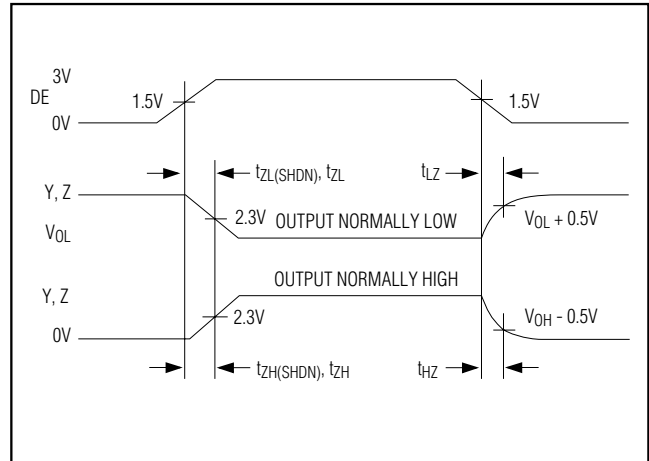 3V
DE
1.5V
1.5V
0V
tZL(SHDN), tZL
tLZ
Y, Z
2.3V
OUTPUT NORMALLY LOW
VOL + 0.5V
VOL
OUTPUT NORMALLY HIGH
Y, Z
2.3V
VOH - 0.5V
0V
tZH(SHDN), tZH
tHZ